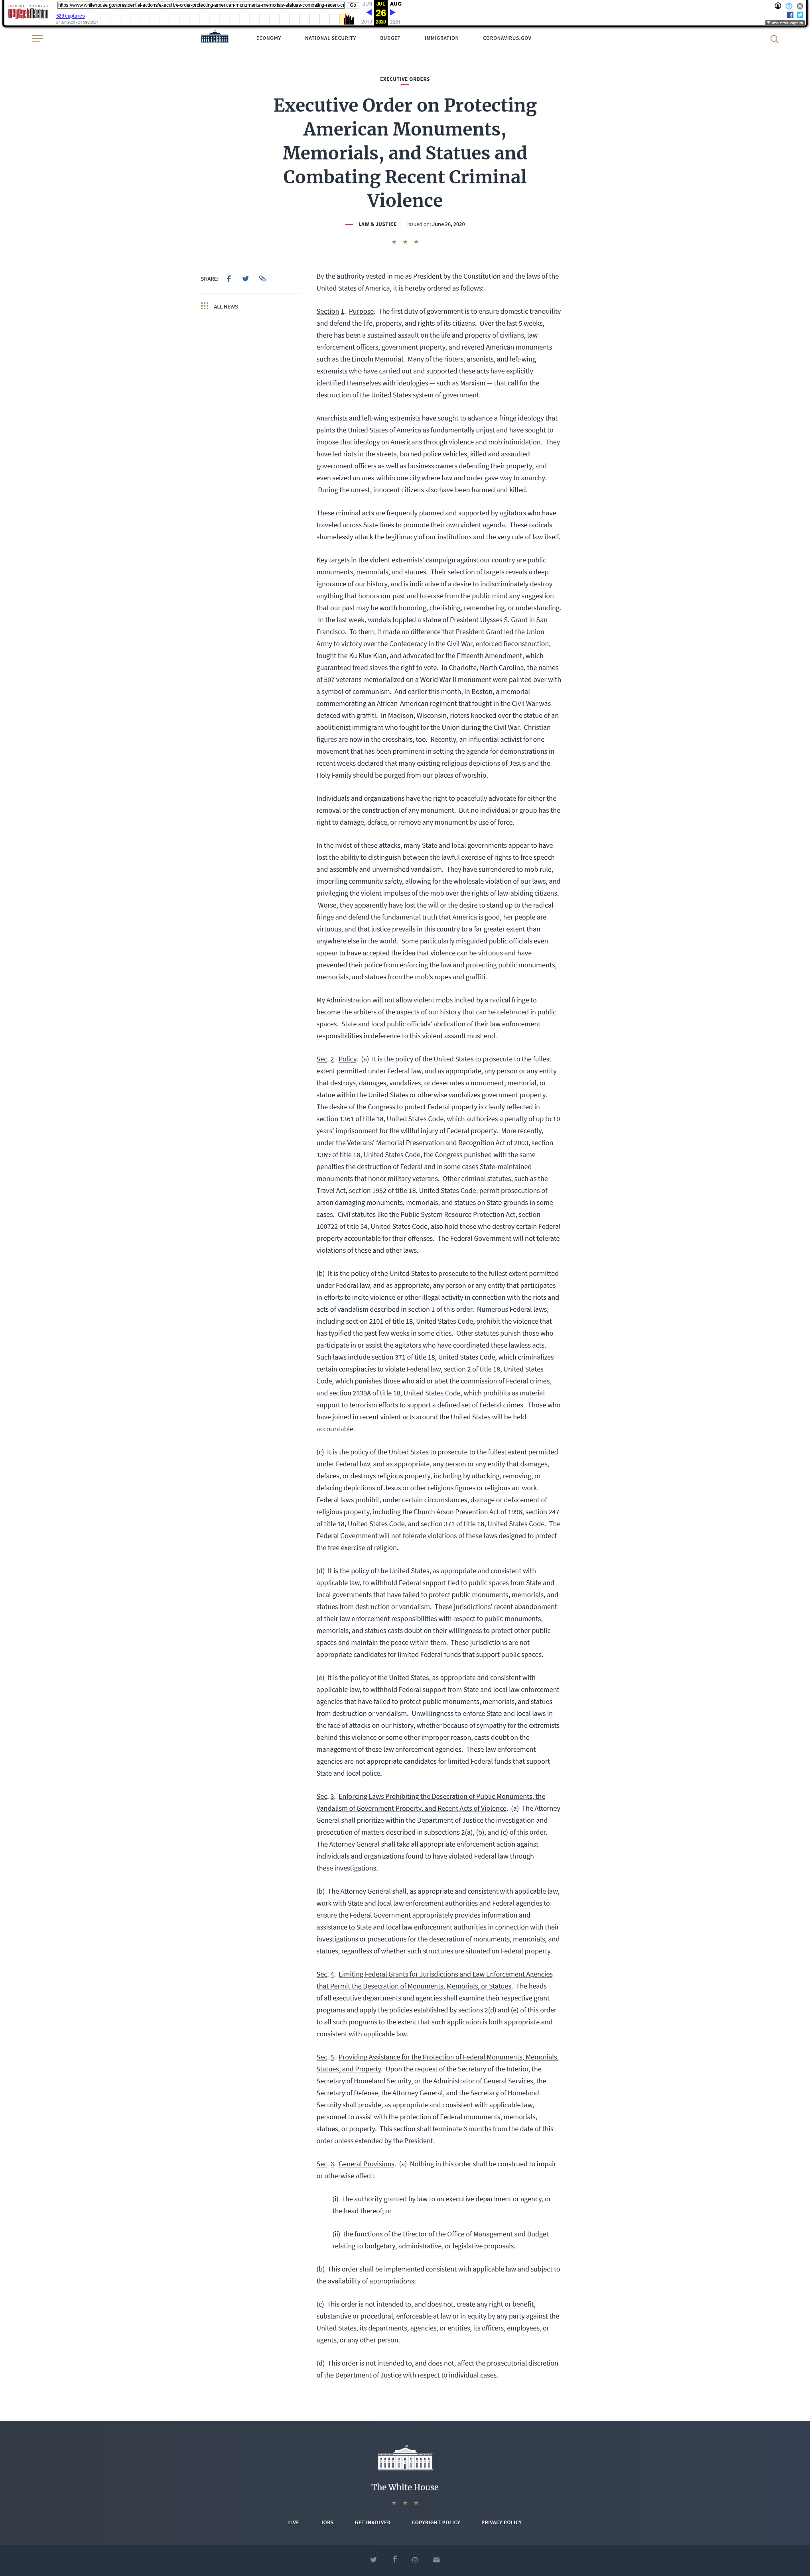 INTERNET ARCHIVE
WayBackMachine
https://www.whitehouse.gov/presidential-actions/executive-order-protecting-american-monuments-memorials-statues-combating-recent-cr
Go
JUN JUL AUG
26
2019 2020 2021
529 captures
27 Jun 2020 - 21 May 2021
About this capture
ECONOMY NATIONAL SECURITY BUDGET IMMIGRATION CORONAVIRUS.GOV
EXECUTIVE ORDERS
Executive Order on Protecting
American Monuments,
Memorials, and Statues and
Combating Recent Criminal
Violence
LAW & JUSTICE Issued on: June 26, 2020
SHARE:
ALL NEWS
By the authority vested in me as President by the Constitution and the laws of the
United States of America, it is hereby ordered as follows:
Section 1. Purpose. The first duty of government is to ensure domestic tranquility
and defend the life, property, and rights of its citizens. Over the last 5 weeks,
there has been a sustained assault on the life and property of civilians, law
enforcement officers, government property, and revered American monuments
such as the Lincoln Memorial. Many of the rioters, arsonists, and left-wing
extremists who have carried out and supported these acts have explicitly
identified themselves with ideologies — such as Marxism — that call for the
destruction of the United States system of government.
Anarchists and left-wing extremists have sought to advance a fringe ideology that
paints the United States of America as fundamentally unjust and have sought to
impose that ideology on Americans through violence and mob intimidation. They
have led riots in the streets, burned police vehicles, killed and assaulted
government officers as well as business owners defending their property, and
even seized an area within one city where law and order gave way to anarchy.
During the unrest, innocent citizens also have been harmed and killed.
These criminal acts are frequently planned and supported by agitators who have
traveled across State lines to promote their own violent agenda. These radicals
shamelessly attack the legitimacy of our institutions and the very rule of law itself.
Key targets in the violent extremists' campaign against our country are public
monuments, memorials, and statues. Their selection of targets reveals a deep
ignorance of our history, and is indicative of a desire to indiscriminately destroy
anything that honors our past and to erase from the public mind any suggestion
that our past may be worth honoring, cherishing, remembering, or understanding.
In the last week, vandals toppled a statue of President Ulysses S. Grant in San
Francisco. To them, it made no difference that President Grant led the Union
Army to victory over the Confederacy in the Civil War, enforced Reconstruction,
fought the Ku Klux Klan, and advocated for the Fifteenth Amendment, which
guaranteed freed slaves the right to vote. In Charlotte, North Carolina, the names
of 507 veterans memorialized on a World War II monument were painted over with
a symbol of communism. And earlier this month, in Boston, a memorial
commemorating an African-American regiment that fought in the Civil War was
defaced with graffiti. In Madison, Wisconsin, rioters knocked over the statue of an
abolitionist immigrant who fought for the Union during the Civil War. Christian
figures are now in the crosshairs, too. Recently, an influential activist for one
movement that has been prominent in setting the agenda for demonstrations in
recent weeks declared that many existing religious depictions of Jesus and the
Holy Family should be purged from our places of worship.
Individuals and organizations have the right to peacefully advocate for either the
removal or the construction of any monument. But no individual or group has the
right to damage, deface, or remove any monument by use of force.
In the midst of these attacks, many State and local governments appear to have
lost the ability to distinguish between the lawful exercise of rights to free speech
and assembly and unvarnished vandalism. They have surrendered to mob rule,
imperiling community safety, allowing for the wholesale violation of our laws, and
privileging the violent impulses of the mob over the rights of law-abiding citizens.
Worse, they apparently have lost the will or the desire to stand up to the radical
fringe and defend the fundamental truth that America is good, her people are
virtuous, and that justice prevails in this country to a far greater extent than
anywhere else in the world. Some particularly misguided public officials even
appear to have accepted the idea that violence can be virtuous and have
prevented their police from enforcing the law and protecting public monuments,
memorials, and statues from the mob's ropes and graffiti.
My Administration will not allow violent mobs incited by a radical fringe to
become the arbiters of the aspects of our history that can be celebrated in public
spaces. State and local public officials' abdication of their law enforcement
responsibilities in deference to this violent assault must end.
Sec. 2. Policy. (a) It is the policy of the United States to prosecute to the fullest
extent permitted under Federal law, and as appropriate, any person or any entity
that destroys, damages, vandalizes, or desecrates a monument, memorial, or
statue within the United States or otherwise vandalizes government property.
The desire of the Congress to protect Federal property is clearly reflected in
section 1361 of title 18, United States Code, which authorizes a penalty of up to 10
years' imprisonment for the willful injury of Federal property. More recently,
under the Veterans' Memorial Preservation and Recognition Act of 2003, section
1369 of title 18, United States Code, the Congress punished with the same
penalties the destruction of Federal and in some cases State-maintained
monuments that honor military veterans. Other criminal statutes, such as the
Travel Act, section 1952 of title 18, United States Code, permit prosecutions of
arson damaging monuments, memorials, and statues on State grounds in some
cases. Civil statutes like the Public System Resource Protection Act, section
100722 of title 54, United States Code, also hold those who destroy certain Federal
property accountable for their offenses. The Federal Government will not tolerate
violations of these and other laws.
(b) It is the policy of the United States to prosecute to the fullest extent permitted
under Federal law, and as appropriate, any person or any entity that participates
in efforts to incite violence or other illegal activity in connection with the riots and
acts of vandalism described in section 1 of this order. Numerous Federal laws,
including section 2101 of title 18, United States Code, prohibit the violence that
has typified the past few weeks in some cities. Other statutes punish those who
participate in or assist the agitators who have coordinated these lawless acts.
Such laws include section 371 of title 18, United States Code, which criminalizes
certain conspiracies to violate Federal law, section 2 of title 18, United States
Code, which punishes those who aid or abet the commission of Federal crimes,
and section 2339A of title 18, United States Code, which prohibits as material
support to terrorism efforts to support a defined set of Federal crimes. Those who
have joined in recent violent acts around the United States will be held
accountable.
(c) It is the policy of the United States to prosecute to the fullest extent permitted
under Federal law, and as appropriate, any person or any entity that damages,
defaces, or destroys religious property, including by attacking, removing, or
defacing depictions of Jesus or other religious figures or religious art work.
Federal laws prohibit, under certain circumstances, damage or defacement of
religious property, including the Church Arson Prevention Act of 1996, section 247
of title 18, United States Code, and section 371 of title 18, United States Code. The
Federal Government will not tolerate violations of these laws designed to protect
the free exercise of religion.
(d) It is the policy of the United States, as appropriate and consistent with
applicable law, to withhold Federal support tied to public spaces from State and
local governments that have failed to protect public monuments, memorials, and
statues from destruction or vandalism. These jurisdictions' recent abandonment
of their law enforcement responsibilities with respect to public monuments,
memorials, and statues casts doubt on their willingness to protect other public
spaces and maintain the peace within them. These jurisdictions are not
appropriate candidates for limited Federal funds that support public spaces.
(e) It is the policy of the United States, as appropriate and consistent with
applicable law, to withhold Federal support from State and local law enforcement
agencies that have failed to protect public monuments, memorials, and statues
from destruction or vandalism. Unwillingness to enforce State and local laws in
the face of attacks on our history, whether because of sympathy for the extremists
behind this violence or some other improper reason, casts doubt on the
management of these law enforcement agencies. These law enforcement
agencies are not appropriate candidates for limited Federal funds that support
State and local police.
Sec. 3. Enforcing Laws Prohibiting the Desecration of Public Monuments, the
Vandalism of Government Property, and Recent Acts of Violence. (a) The Attorney
General shall prioritize within the Department of Justice the investigation and
prosecution of matters described in subsections 2(a), (b), and (c) of this order.
The Attorney General shall take all appropriate enforcement action against
individuals and organizations found to have violated Federal law through
these investigations.
(b) The Attorney General shall, as appropriate and consistent with applicable law,
work with State and local law enforcement authorities and Federal agencies to
ensure the Federal Government appropriately provides information and
assistance to State and local law enforcement authorities in connection with their
investigations or prosecutions for the desecration of monuments, memorials, and
statues, regardless of whether such structures are situated on Federal property.
Sec. 4. Limiting Federal Grants for Jurisdictions and Law Enforcement Agencies
that Permit the Desecration of Monuments, Memorials, or Statues. The heads
of all executive departments and agencies shall examine their respective grant
programs and apply the policies established by sections 2(d) and (e) of this order
to all such programs to the extent that such application is both appropriate and
consistent with applicable law.
Sec. 5. Providing Assistance for the Protection of Federal Monuments, Memorials,
Statues, and Property. Upon the request of the Secretary of the Interior, the
Secretary of Homeland Security, or the Administrator of General Services, the
Secretary of Defense, the Attorney General, and the Secretary of Homeland
Security shall provide, as appropriate and consistent with applicable law,
personnel to assist with the protection of Federal monuments, memorials,
statues, or property. This section shall terminate 6 months from the date of this
order unless extended by the President.
Sec. 6. General Provisions. (a) Nothing in this order shall be construed to impair
or otherwise affect:
(i) the authority granted by law to an executive department or agency, or
the head thereof; or
(ii) the functions of the Director of the Office of Management and Budget
relating to budgetary, administrative, or legislative proposals.
(b) This order shall be implemented consistent with applicable law and subject to
the availability of appropriations.
(c) This order is not intended to, and does not, create any right or benefit,
substantive or procedural, enforceable at law or in equity by any party against the
United States, its departments, agencies, or entities, its officers, employees, or
agents, or any other person.
(d) This order is not intended to, and does not, affect the prosecutorial discretion
of the Department of Justice with respect to individual cases.
The White House
LIVE JOBS GET INVOLVED COPYRIGHT POLICY PRIVACY POLICY